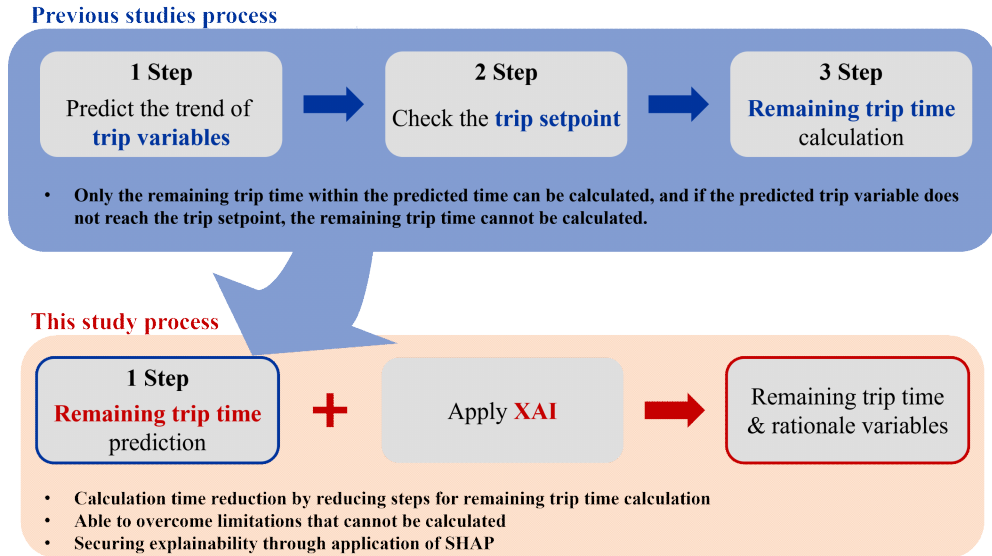 Previous studies process
1 Step
Predict the trend of
trip variables
2 Step
Check the trip setpoint
3 Step
Remaining trip time
calculation
• Only the remaining trip time within the predicted time can be calculated, and if the predicted trip variable does
not reach the trip setpoint, the remaining trip time cannot be calculated.
This study process
1 Step
Remaining trip time
prediction
+
Apply XAI
Remaining trip time
& rationale variables
• Calculation time reduction by reducing steps for remaining trip time calculation
• Able to overcome limitations that cannot be calculated
• Securing explainability through application of SHAP